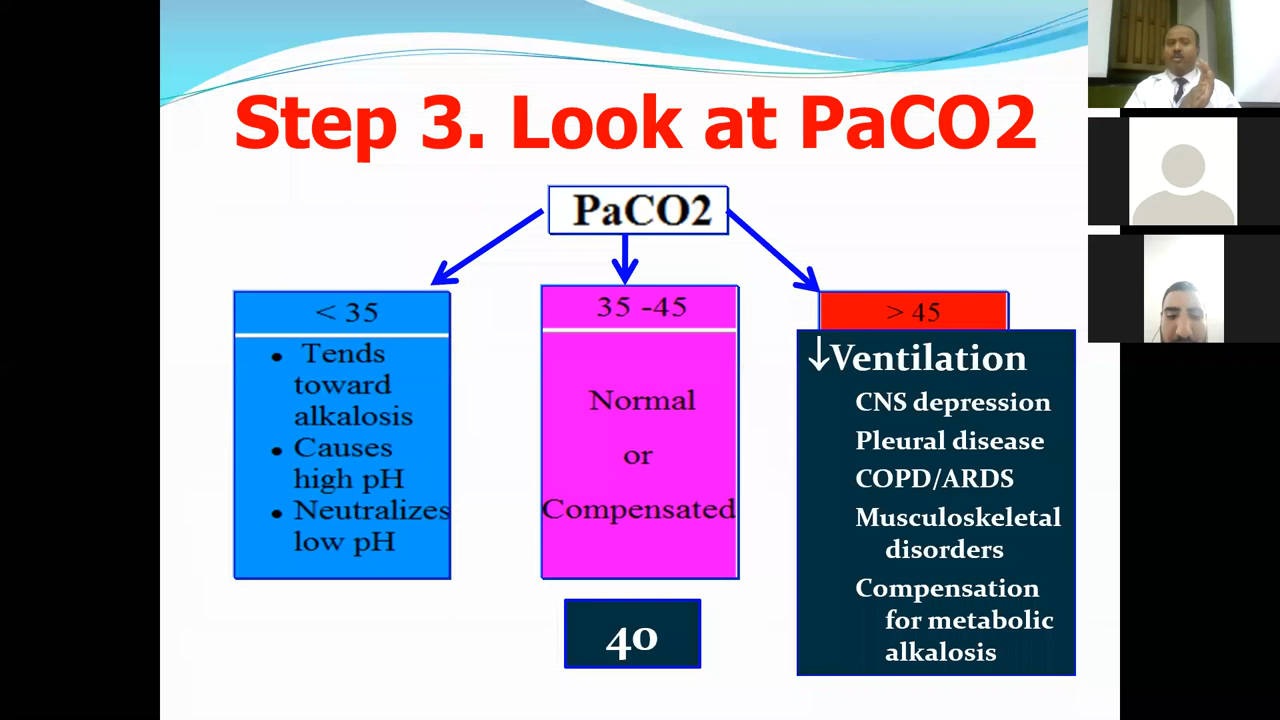 Step 3. Look at PaCO2
PaCO2
< 35
• Tends
toward
alkalosis
• Causes
high pH
• Neutralizes
low pH
35 -45
Normal
or
Compensated
40
> 45
↓Ventilation
CNS depression
Pleural disease
COPD/ARDS
Musculoskeletal
disorders
Compensation
for metabolic
alkalosis